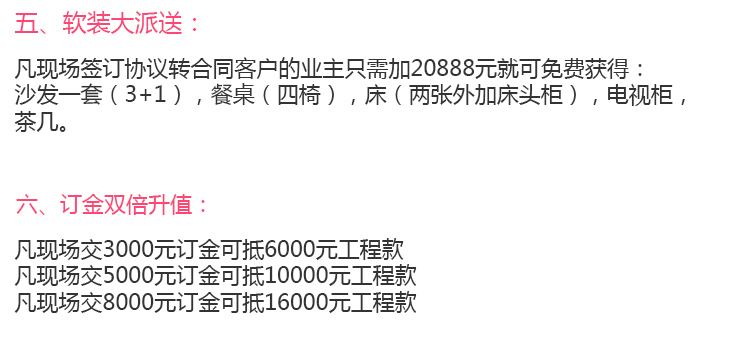 五、软装大派送：
凡现场签订协议转合同客户的业主只需加20888元就可免费获得：
沙发一套（3+1），餐桌（四椅），床（两张外加床头柜），电视柜，
茶几。
六、订金双倍升值：
凡现场交3000元订金可抵6000元工程款
凡现场交5000元订金可抵10000元工程款
凡现场交8000元订金可抵16000元工程款